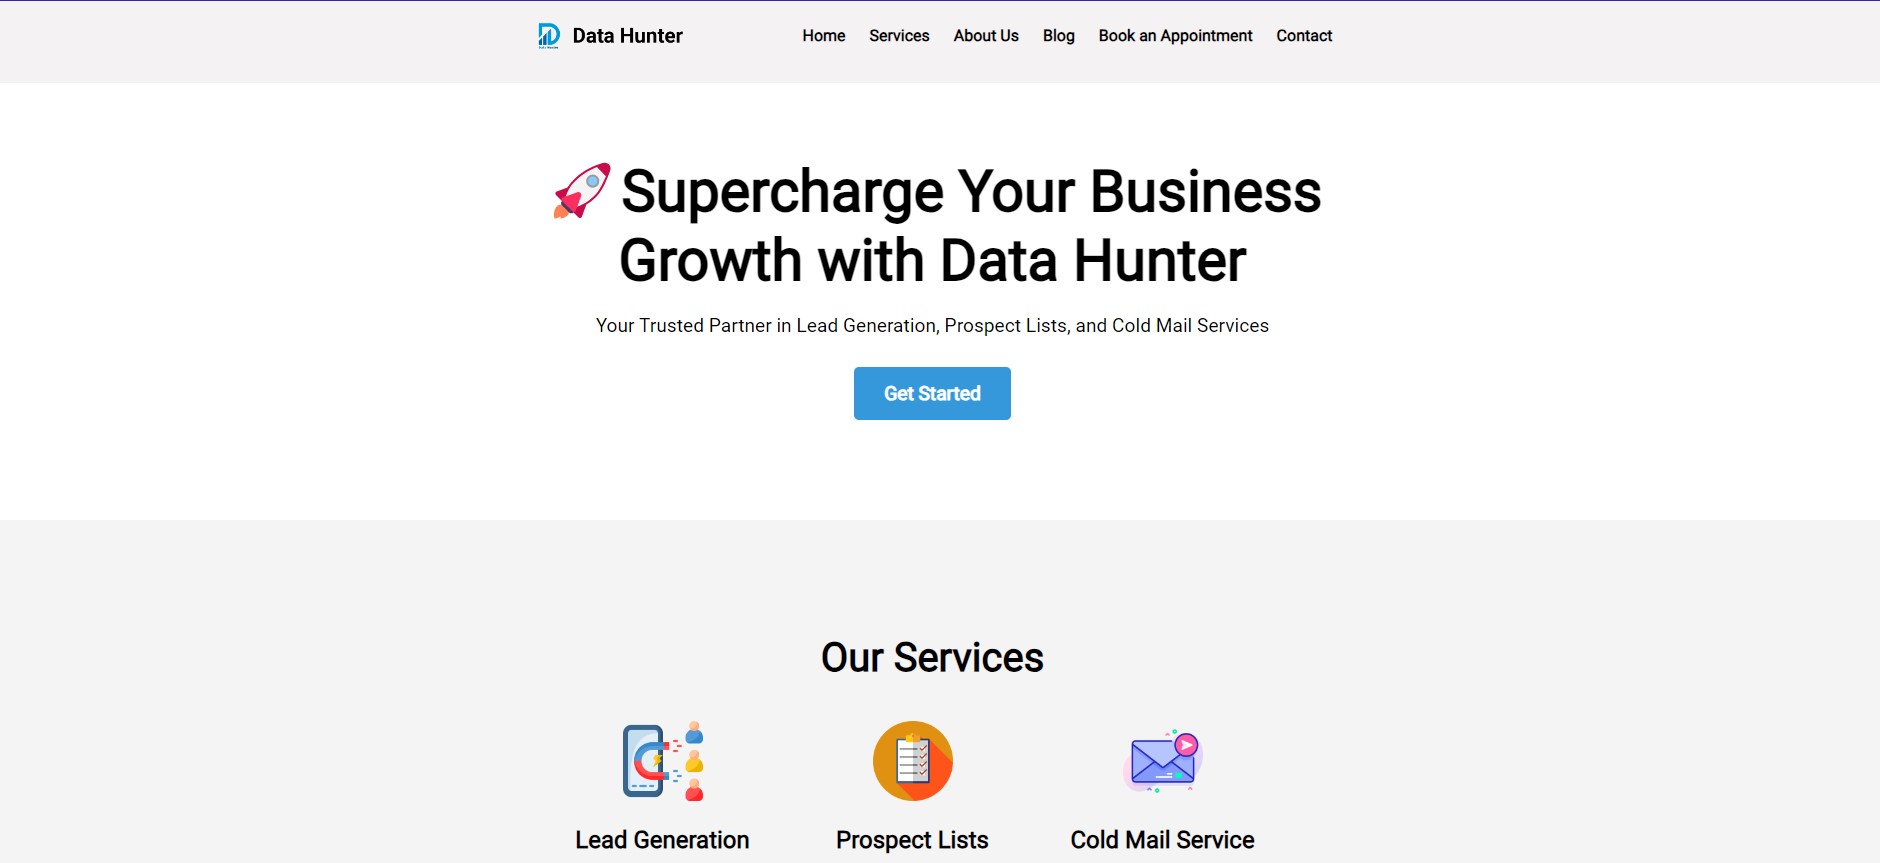 Data Hunter
Home Services About Us Blog Book an Appointment Contact
Supercharge Your Business
Growth with Data Hunter
Your Trusted Partner in Lead Generation, Prospect Lists, and Cold Mail Services
Get Started
Our Services
Lead Generation Prospect Lists Cold Mail Service